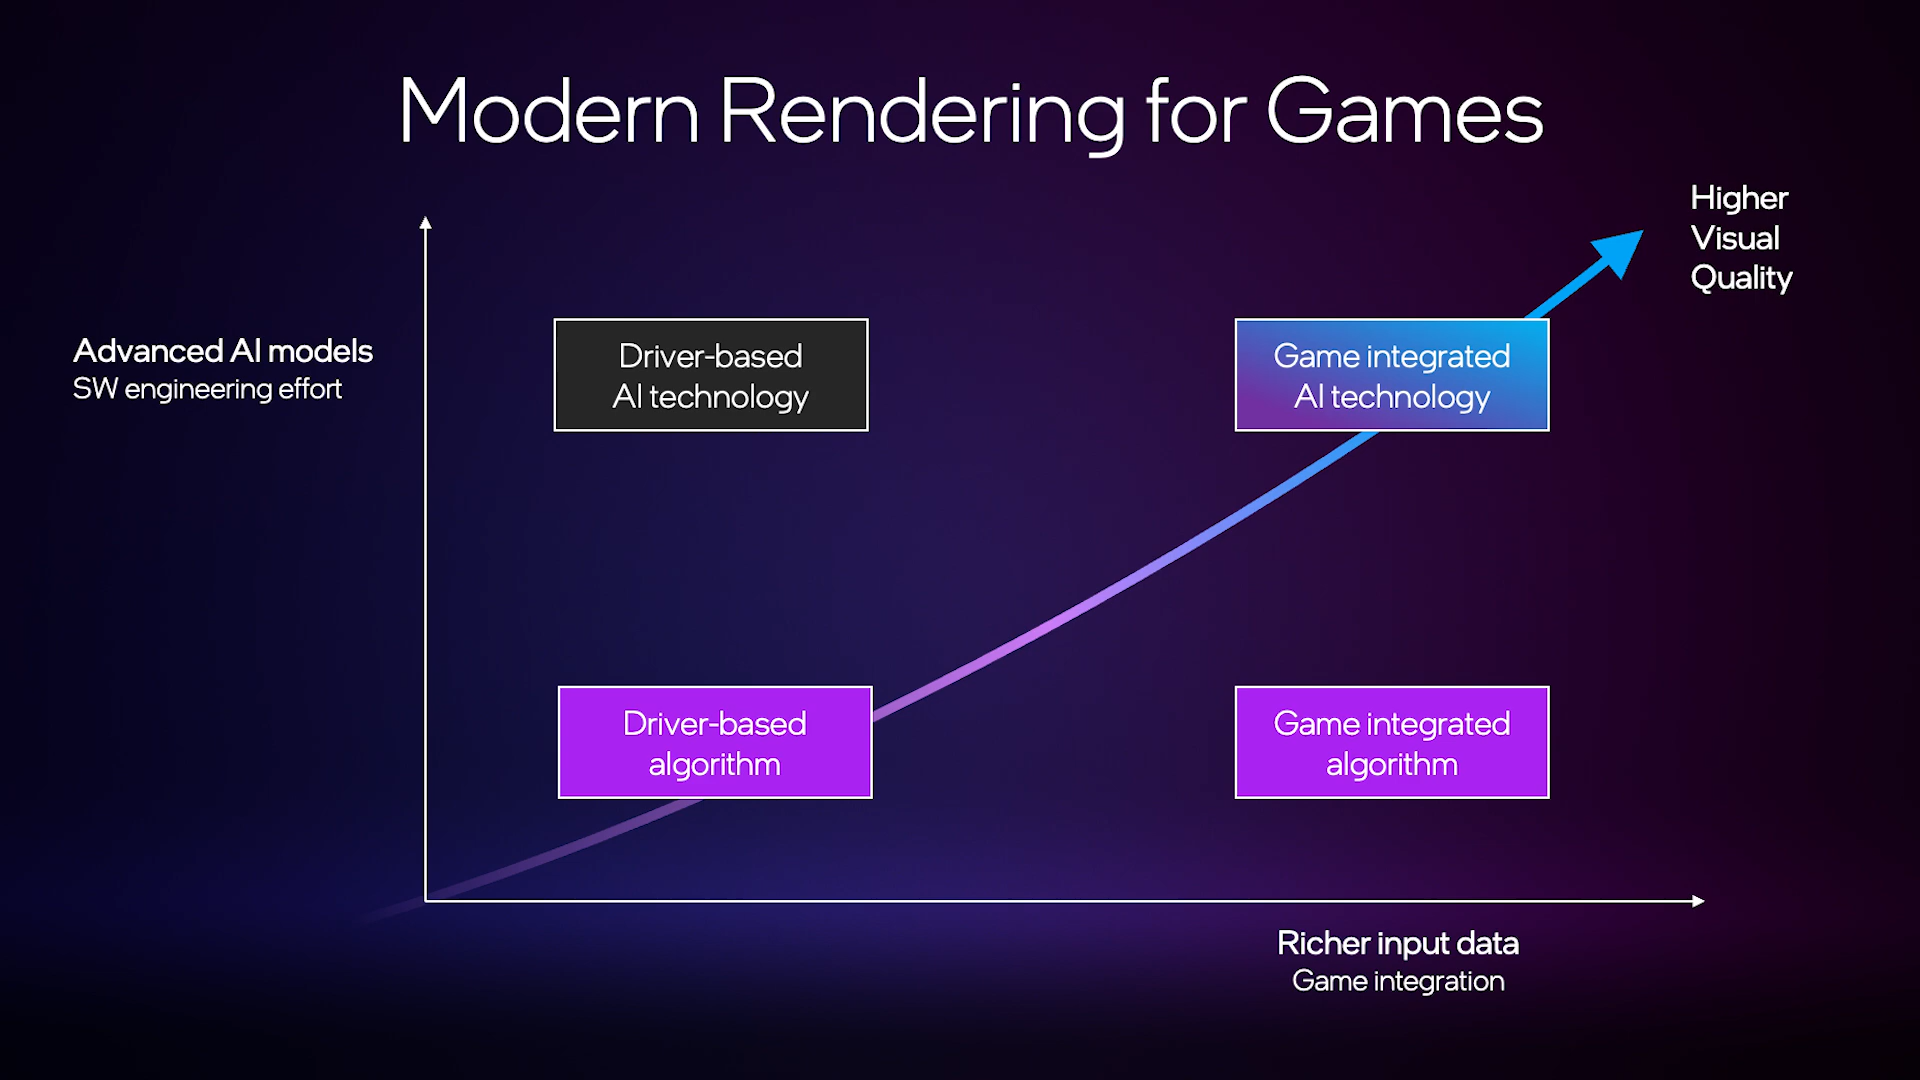 Modern Rendering for Games
Higher
Visual
Quality
Advanced AI models
SW engineering effort
Driver-based
AI technology
Game integrated
AI technology
Driver-based
algorithm
Game integrated
algorithm
Richer input data
Game integration